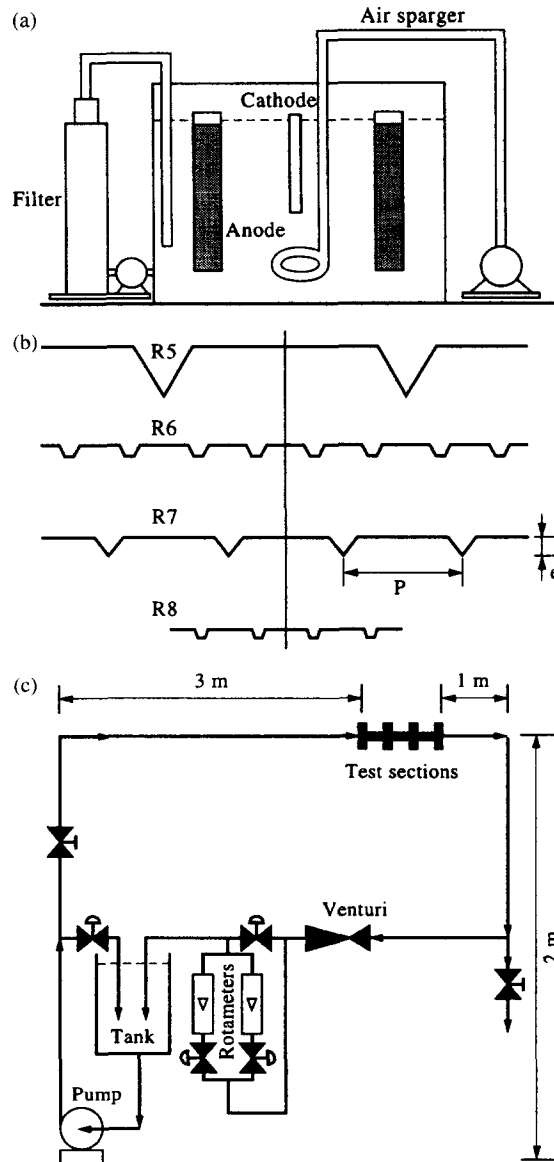 (a)
Air sparger
Cathode
Filter
Anode
(b)
R5
R6
R7
e
P
R8
(c)
3 m
1 m
Test sections
Venturi
2 m
Rotameters
Tank
Pump